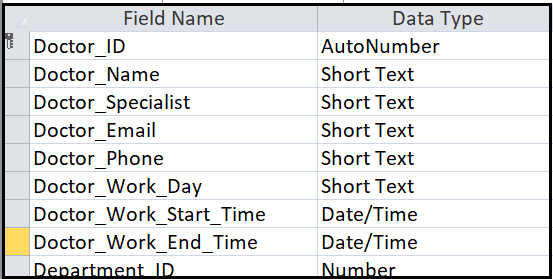 Field Name Data Type
Doctor_ID AutoNumber
Doctor_Name Short Text
Doctor_Specialist Short Text
Doctor_Email Short Text
Doctor_Phone Short Text
Doctor_Work_Day Short Text
Doctor_Work_Start_Time Date/Time
Doctor_Work_End_Time Date/Time
Department_ID Number